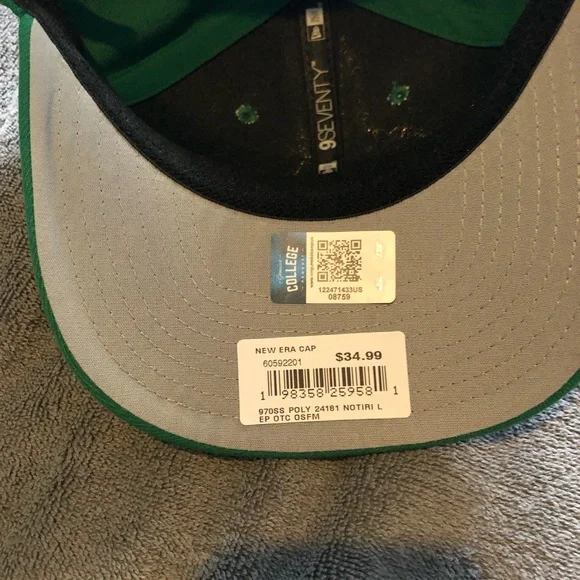 9SEVENTY
COLLEGE
122471433US
08759
NEW ERA CAP
60592201
$34.99
1 98358 25958 1
970SS POLY 24181 NOTIRI L
EP OTC OSFM